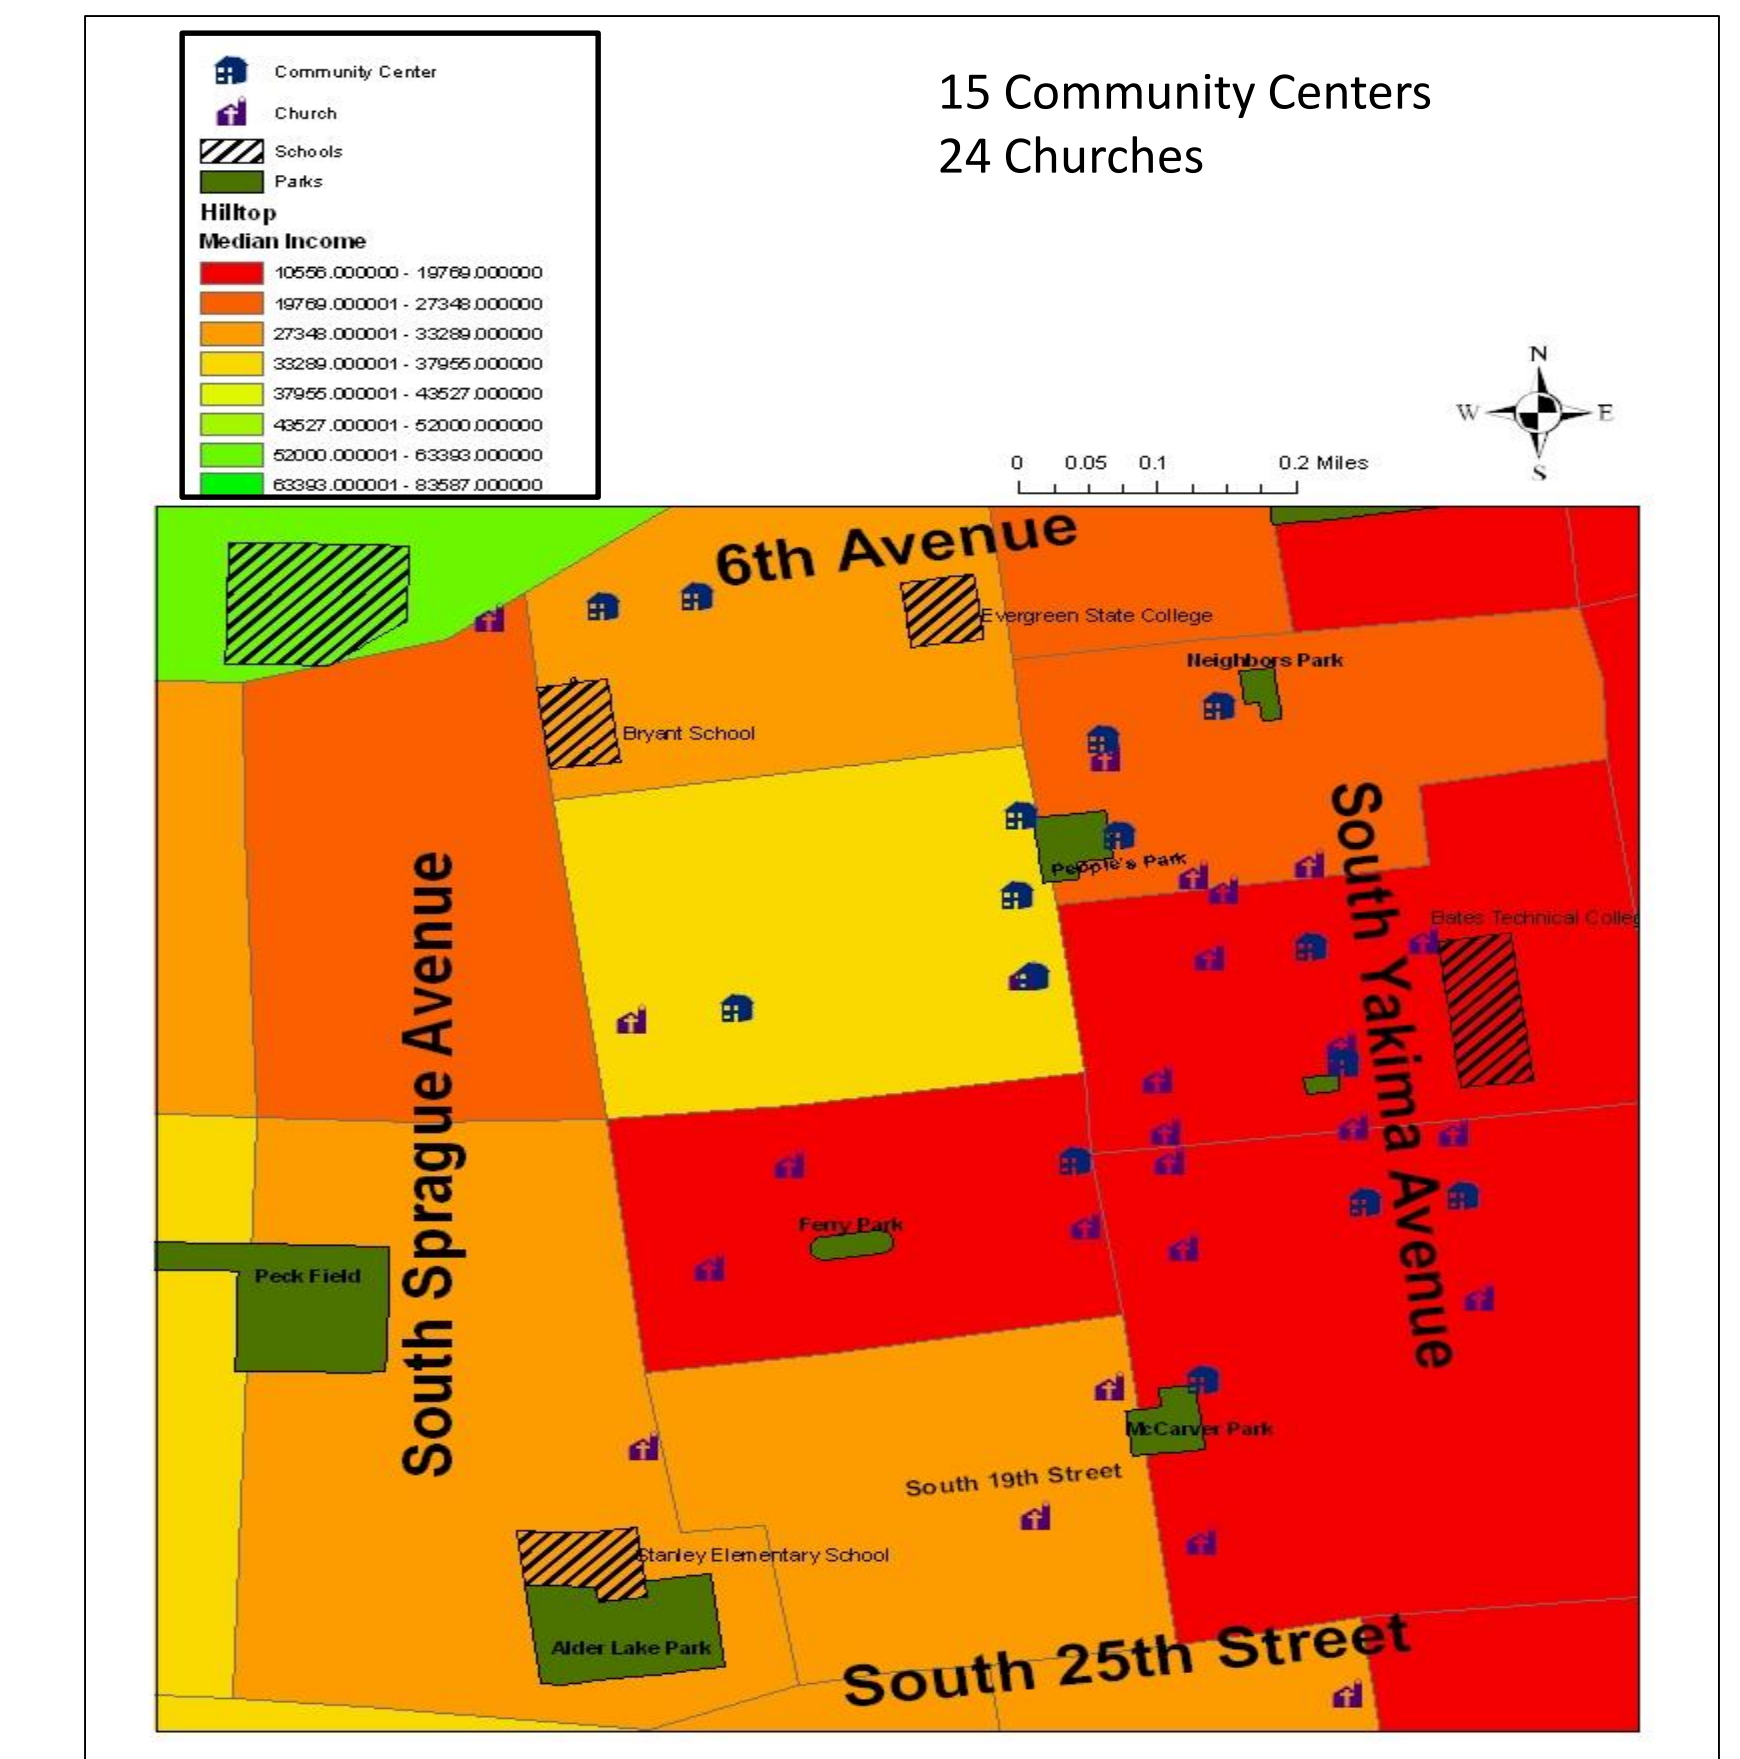 Community Center
Church
Schools
Parks
Hilltop
Median Income
10556.000000 - 19769.000000
19769.000001 - 27348.000000
27348.000001 - 33289.000000
33289.000001 - 37955.000000
37955.000001 - 43527.000000
43527.000001 - 52000.000000
52000.000001 - 63393.000000
63393.000001 - 83587.000000
15 Community Centers
24 Churches
N
W E
S
0 0.05 0.1 0.2 Miles
6th Avenue
Evergreen State College
Neighbors Park
Bryant School
People's Park
South Yakima Avenue
Bates Technical Colleg
South Sprague Avenue
Ferry Park
Peck Field
McCarver Park
South 19th Street
Stanley Elementary School
Alder Lake Park
South 25th Street